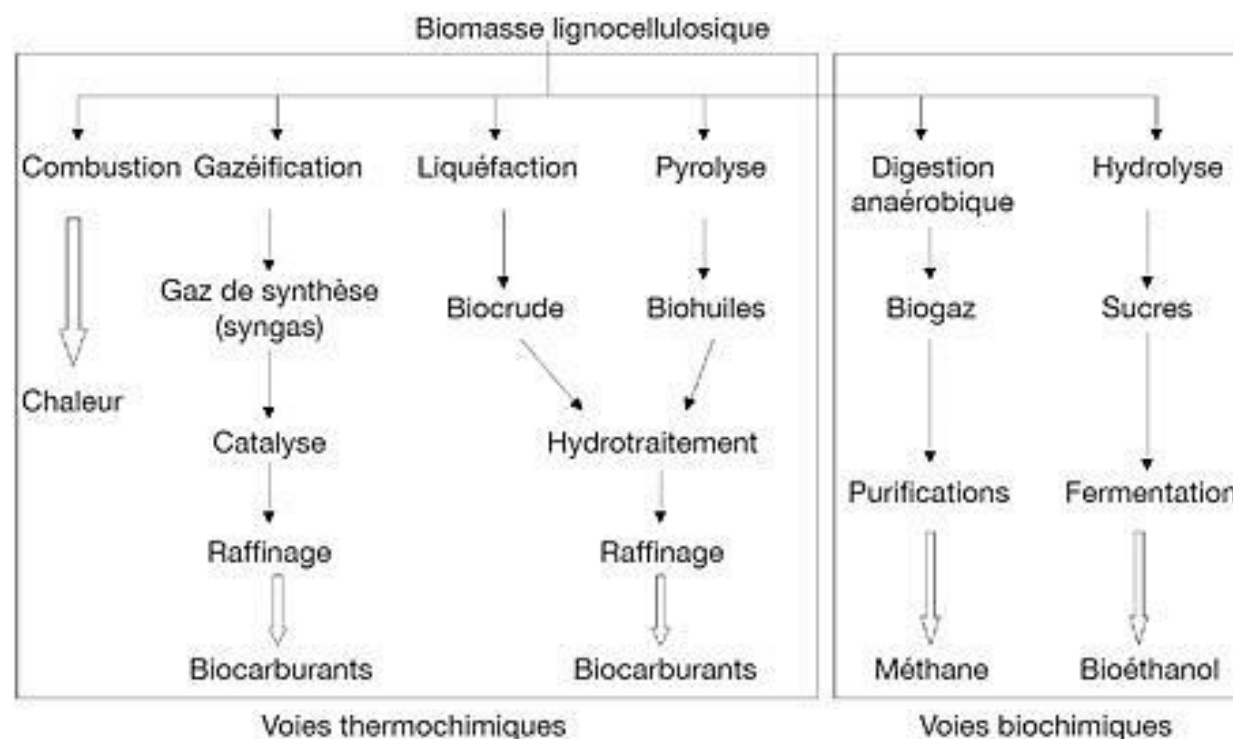 Biomasse lignocellulosique
Combustion
Gazéification
Liquéfaction
Pyrolyse
Digestion
anaérobique
Hydrolyse
Gaz de synthèse
(syngas)
Biocrude
Biohuiles
Biogaz
Sucres
Chaleur
Catalyse
Hydrotraitement
Purifications
Fermentation
Raffinage
Raffinage
Biocarburants
Biocarburants
Méthane
Bioéthanol
Voies thermochimiques
Voies biochimiques